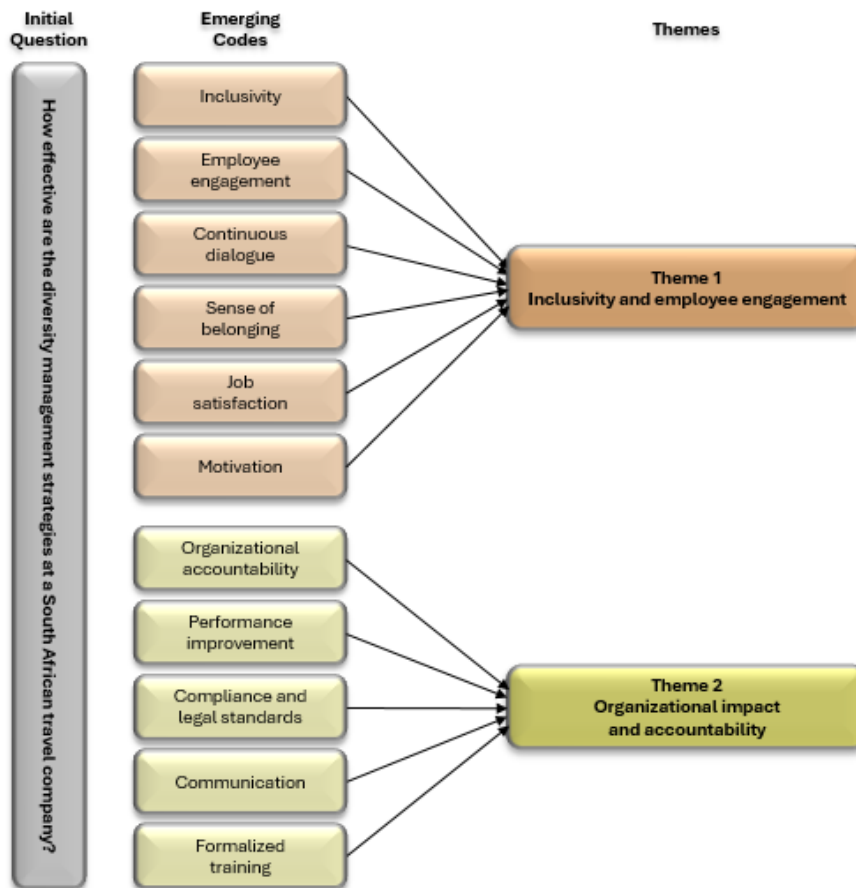 Initial
Question
Emerging
Codes
Themes
How effective are the diversity management strategies at a South African travel company?
Inclusivity
Employee
engagement
Continuous
dialogue
Sense of
belonging
Job
satisfaction
Motivation
Theme 1
Inclusivity and employee engagement
Organizational
accountability
Performance
improvement
Compliance and
legal standards
Communication
Formalized
training
Theme 2
Organizational impact
and accountability